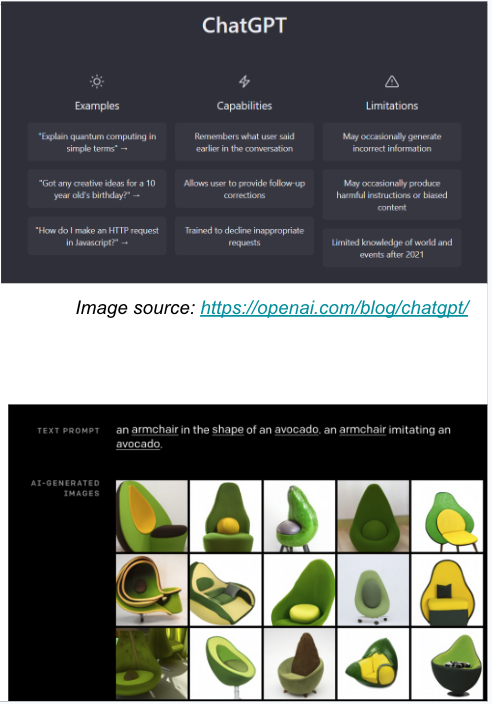 ChatGPT
Examples
Capabilities
Limitations
"Explain quantum computing in
simple terms" →
Remembers what user said
earlier in the conversation
May occasionally generate
incorrect information
"Got any creative ideas for a 10
year old's birthday?" →
Allows user to provide follow-up
corrections
May occasionally produce
harmful instructions or biased
content
"How do I make an HTTP request
in Javascript?" →
Trained to decline inappropriate
requests
Limited knowledge of world and
events after 2021
Image source: https://openai.com/blog/chatgpt/
TEXT PROMPT
an armchair in the shape of an avocado. an armchair imitating an
avocado.
AI-GENERATED
IMAGES